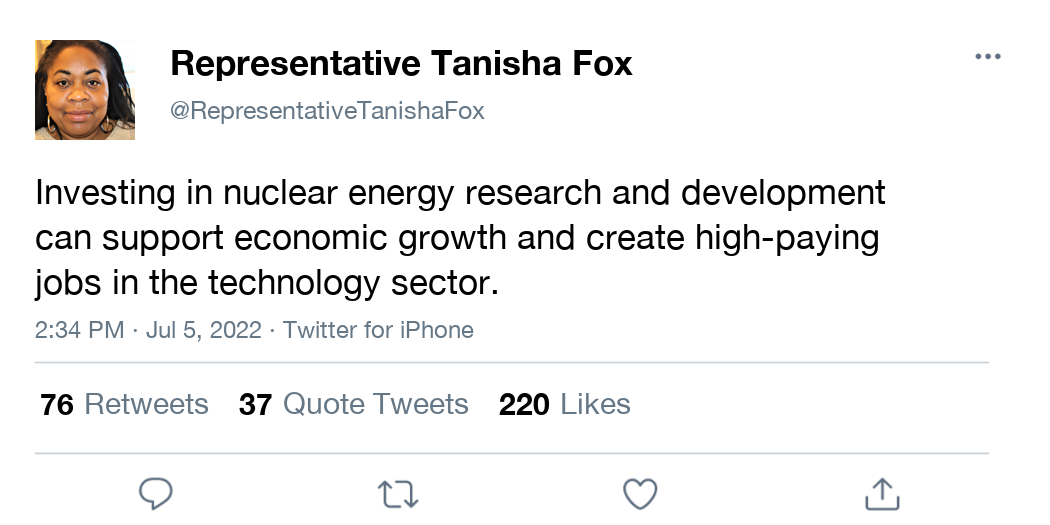 Representative Tanisha Fox
@RepresentativeTanishaFox
Investing in nuclear energy research and development
can support economic growth and create high-paying
jobs in the technology sector.
2:34 PM · Jul 5, 2022 · Twitter for iPhone
76 Retweets 37 Quote Tweets 220 Likes